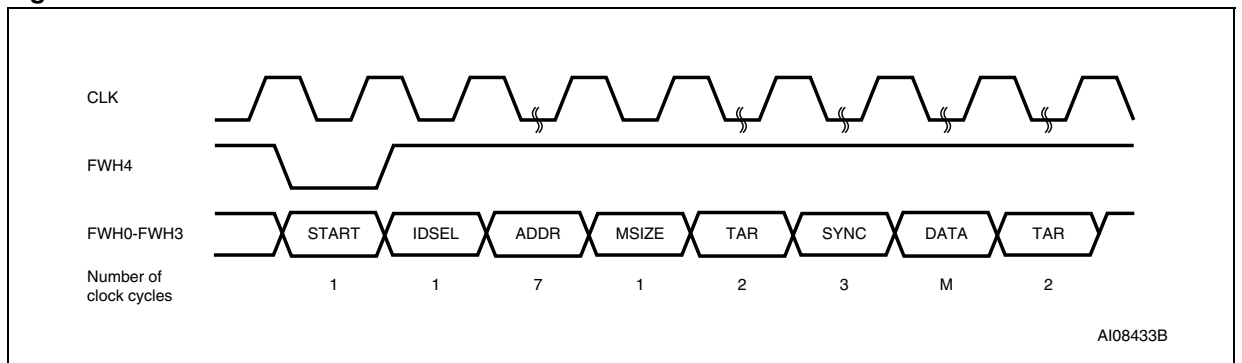 CLK
FWH4
FWH0-FWH3 START IDSEL ADDR MSIZE TAR SYNC DATA TAR
Number of
clock cycles 1 1 7 1 2 3 M 2
AI08433B